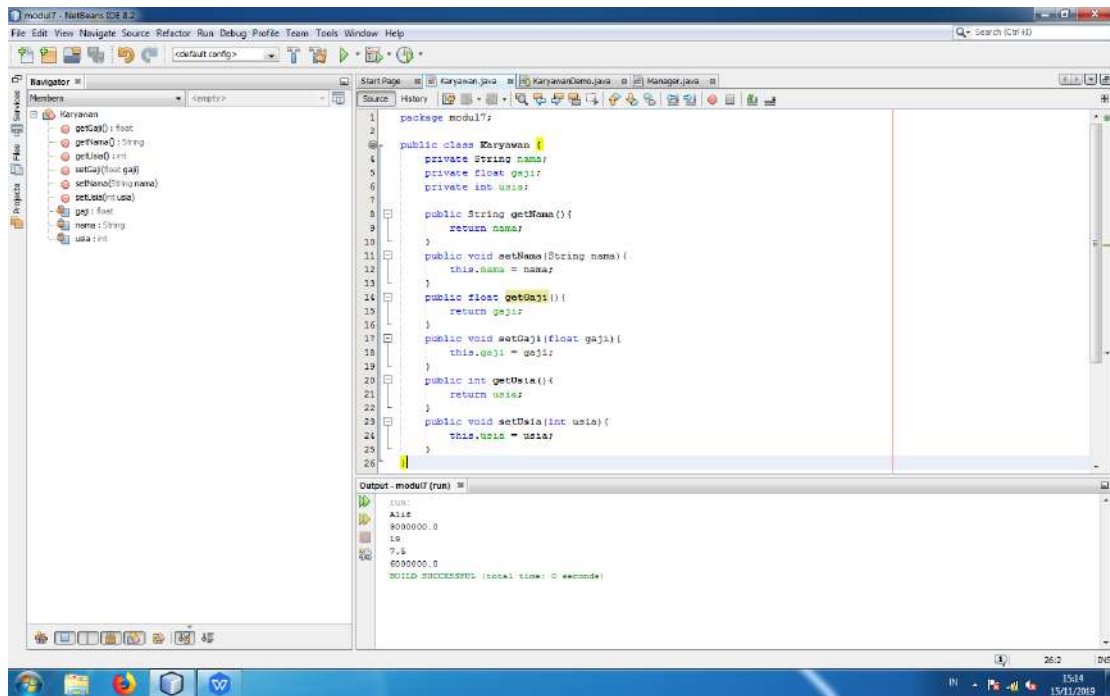 modul7 - NetBeans IDE 8.2
File Edit View Navigate Source Refactor Run Debug Profile Team Tools Window Help
Search (Ctrl+I)
<default config>
Navigator
Members
<empty>
Karyawan
getGaji() : float
getNama() : String
getUsia() : int
setGaji(float gaji)
setNama(String nama)
setUsia(int usia)
gaji : float
nama : String
usia : int
Services
Files
Projects
Start Page Karyawan.java KaryawanDemo.java Manager.java
Source History
1 package modul7;
2
public class Karyawan {
4 private String nama;
5 private float gaji;
6 private int usia;
7
8 public String getNama(){
9 return nama;
10 }
11 public void setNama(String nama){
12 this.nama = nama;
13 }
14 public float getGaji(){
15 return gaji;
16 }
17 public void setGaji(float gaji){
18 this.gaji = gaji;
19 }
20 public int getUsia(){
21 return usia;
22 }
23 public void setUsia(int usia){
24 this.usia = usia;
25 }
26 }
Output - modul7 (run)
run:
Alif
8000000.0
19
7.5
6000000.0
BUILD SUCCESSFUL (total time: 0 seconds)
26:2 INS
IN 15:14
15/11/2019